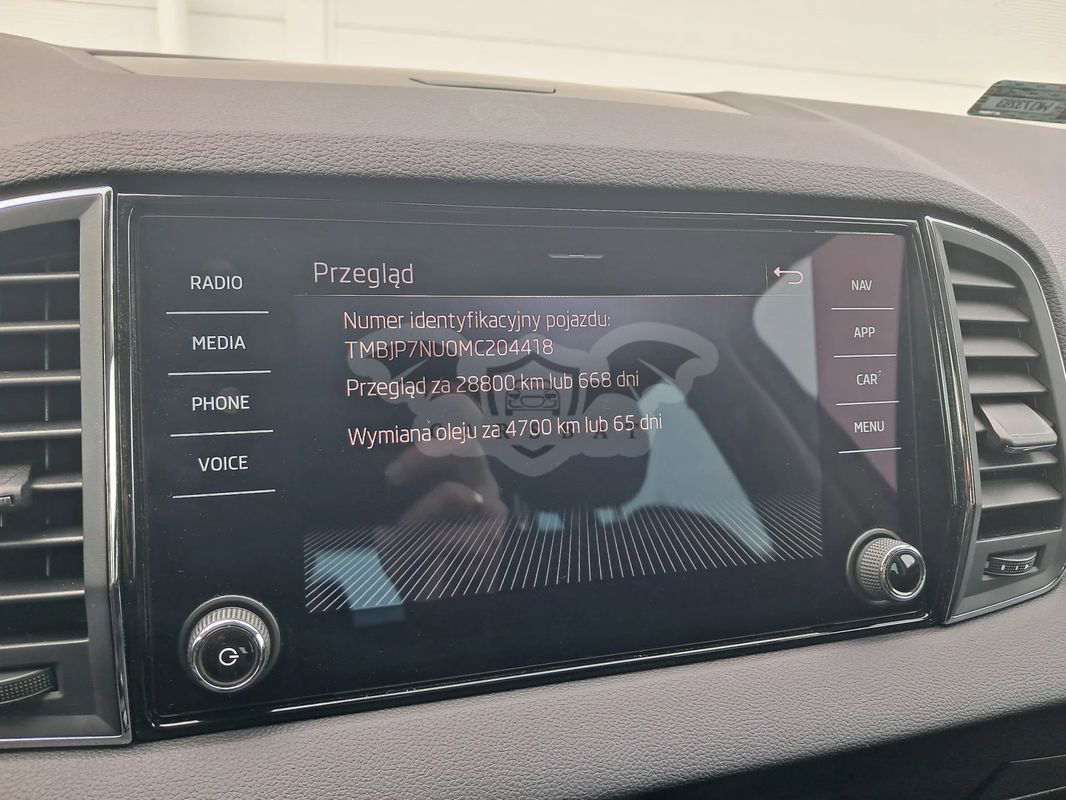 RADIO
MEDIA
PHONE
VOICE
Przegląd
Numer identyfikacyjny pojazdu:
TMBJP7NU0MC204418
Przegląd za 28800 km lub 668 dni
Wymiana oleju za 4700 km lub 65 dni
NAV
APP
CAR
MENU